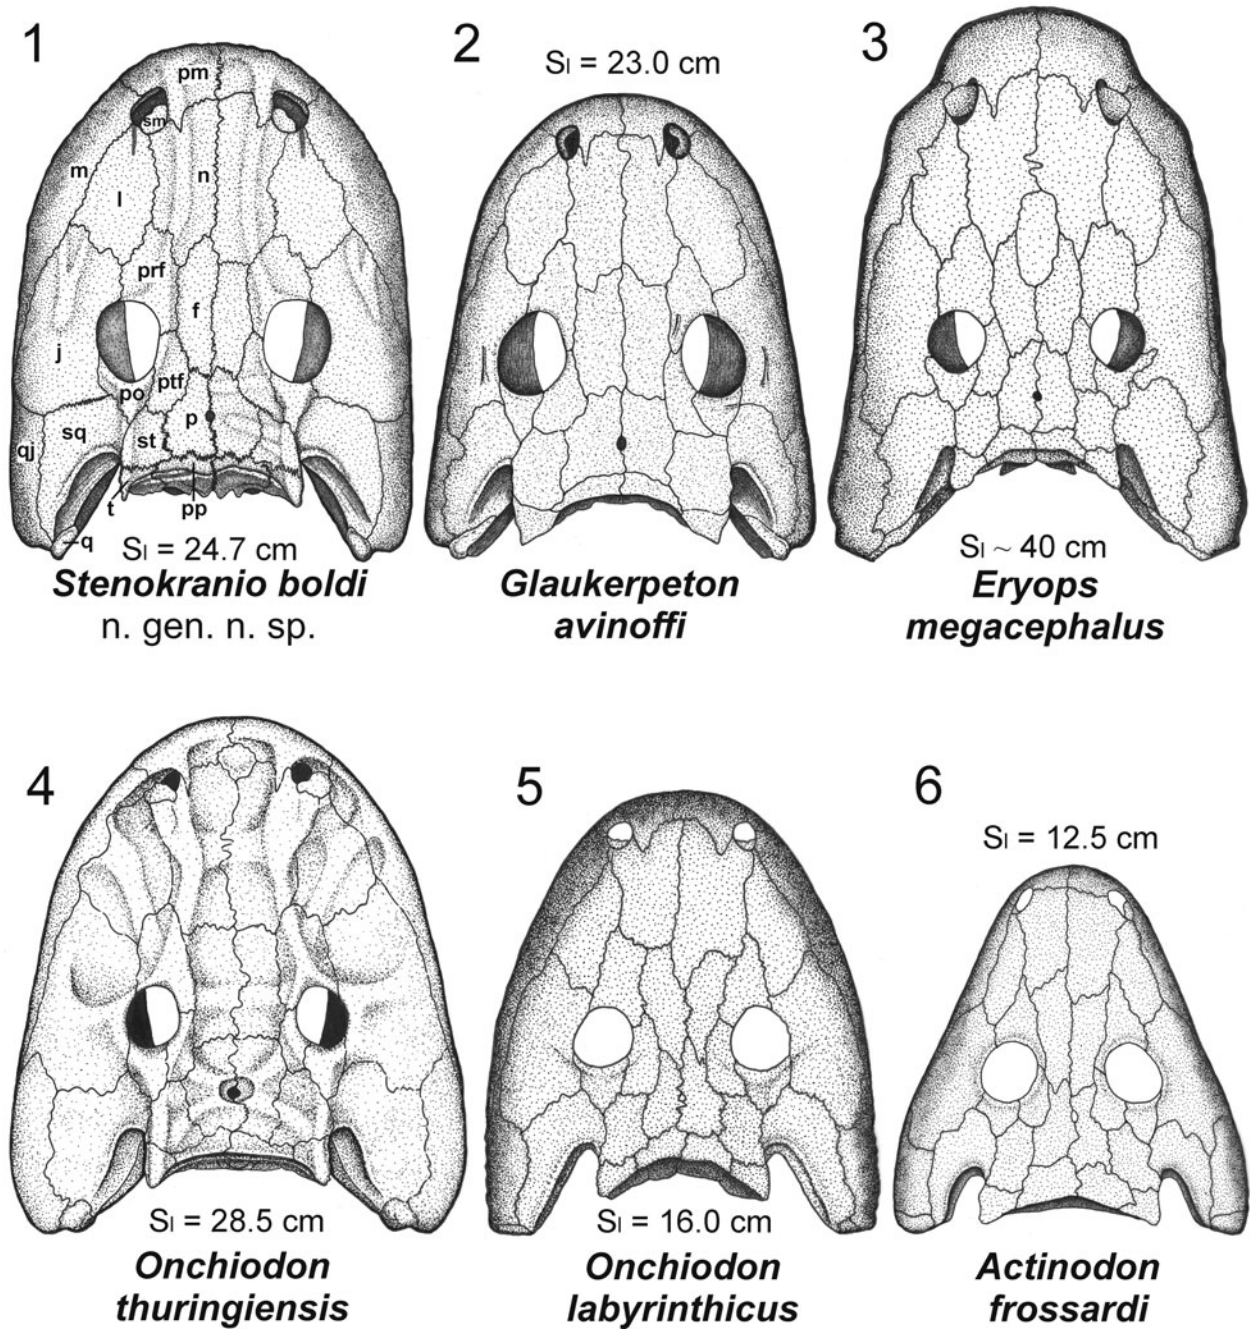 1
2
3
Sl = 23.0 cm
pm
sm
m
n
l
prf
f
j
ptf
po
p
sq
st
qj
t
pp
q
Sl = 24.7 cm
Sl ~ 40 cm
Stenokranio boldi
n. gen. n. sp.
Glaukerpeton
avinoffi
Eryops
megacephalus
4
5
6
Sl = 12.5 cm
Sl = 28.5 cm
Sl = 16.0 cm
Onchiodon
thuringiensis
Onchiodon
labyrinthicus
Actinodon
frossardi